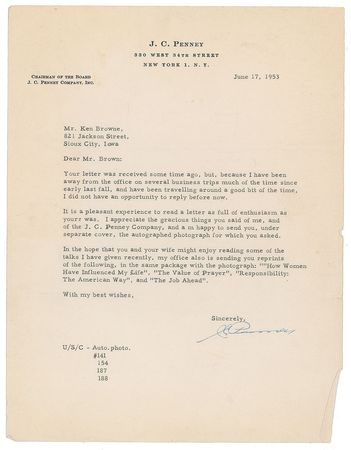 J. C. PENNEY
330 WEST 34TH STREET
NEW YORK 1, N. Y.
CHAIRMAN OF THE BOARD
J. C. PENNEY COMPANY, INC.
June 17, 1953
Mr. Ken Browne,
821 Jackson Street,
Sioux City, Iowa
Dear Mr. Brown:
Your letter was received some time ago, but, because I have been
away from the office on several business trips much of the time since
early last fall, and have been travelling around a good bit of the time,
I did not have an opportunity to reply before now.
It is a pleasant experience to read a letter as full of enthusiasm as
yours was. I appreciate the gracious things you said of me, and
of the J. C. Penney Company, and a m happy to send you, under
separate cover, the autographed photograph for which you asked.
In the hope that you and your wife might enjoy reading some of the
talks I have given recently, my office also is sending you reprints
of the following, in the same package with the photograph: ""How Women
Have Influenced My Life", "The Value of Prayer", "Responsibility:
The American Way", and "The Job Ahead".
With my best wishes,
Sincerely,
J C Penney
U/S/C - Auto. photo.
#141
154
187
188